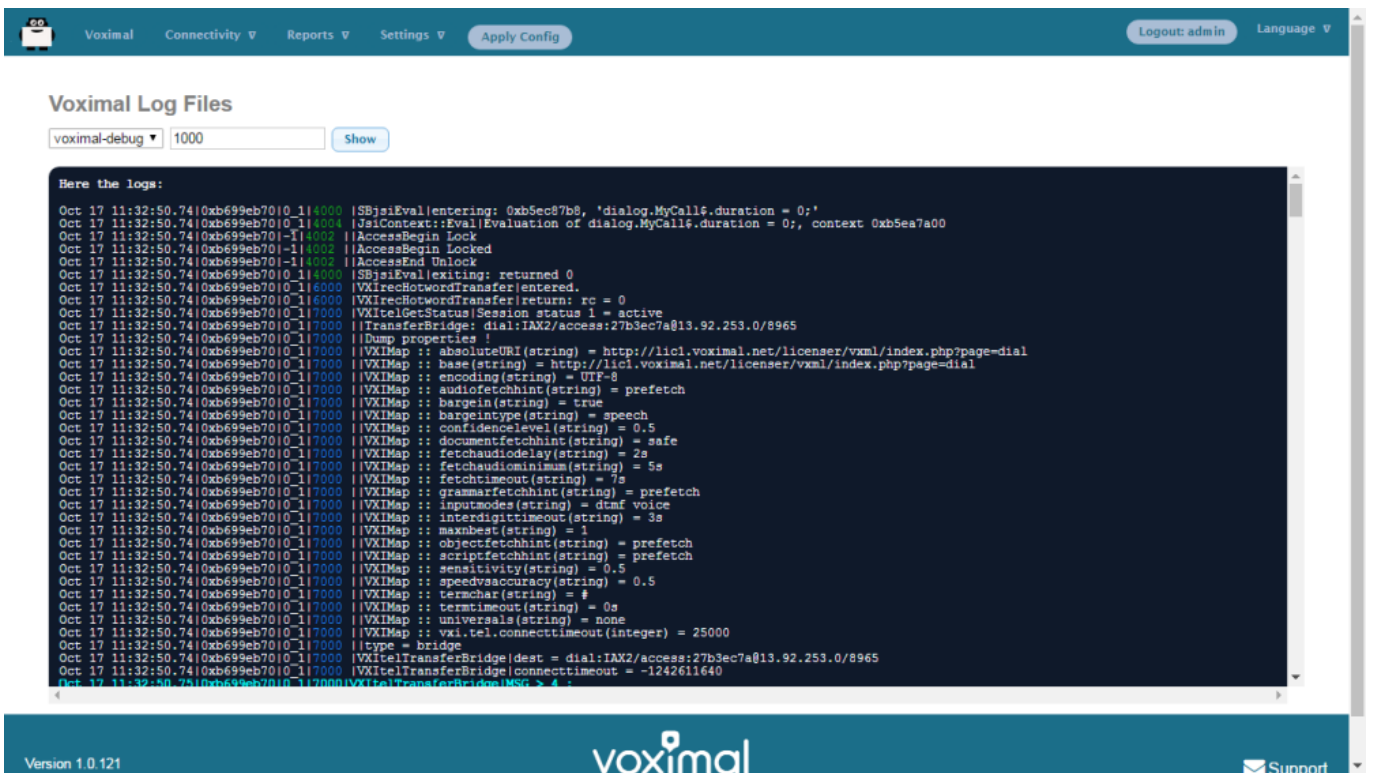 Voximal Connectivity ∇ Reports ∇ Settings ∇ Apply Config Logout: admin Language ∇
Voximal Log Files
voximal-debug ▼ 1000 Show
Here the logs:
Oct 17 11:32:50.74|0xb699eb70|0_1|4000 |SBjsiEval|entering: 0xb5ec87b8, 'dialog.MyCall$.duration = 0;'
Oct 17 11:32:50.74|0xb699eb70|0_1|4004 |JsiContext::Eval|Evaluation of dialog.MyCall$.duration = 0;, context 0xb5ea7a00
Oct 17 11:32:50.74|0xb699eb70|-1|4002 ||AccessBegin Lock
Oct 17 11:32:50.74|0xb699eb70|-1|4002 ||AccessBegin Locked
Oct 17 11:32:50.74|0xb699eb70|-1|4002 ||AccessEnd Unlock
Oct 17 11:32:50.74|0xb699eb70|0_1|4000 |SBjsiEval|exiting: returned 0
Oct 17 11:32:50.74|0xb699eb70|0_1|6000 |VXIrecHotwordTransfer|entered.
Oct 17 11:32:50.74|0xb699eb70|0_1|6000 |VXIrecHotwordTransfer|return: rc = 0
Oct 17 11:32:50.74|0xb699eb70|0_1|7000 |VXItelGetStatus|Session status 1 = active
Oct 17 11:32:50.74|0xb699eb70|0_1|7000 ||TransferBridge: dial:IAX2/access:27b3ec7a@13.92.253.0/8965
Oct 17 11:32:50.74|0xb699eb70|0_1|7000 ||Dump properties !
Oct 17 11:32:50.74|0xb699eb70|0_1|7000 ||VXIMap :: absoluteURI(string) = http://lic1.voximal.net/licenser/vxml/index.php?page=dial
Oct 17 11:32:50.74|0xb699eb70|0_1|7000 ||VXIMap :: base(string) = http://lic1.voximal.net/licenser/vxml/index.php?page=dial
Oct 17 11:32:50.74|0xb699eb70|0_1|7000 ||VXIMap :: encoding(string) = UTF-8
Oct 17 11:32:50.74|0xb699eb70|0_1|7000 ||VXIMap :: audiofetchhint(string) = prefetch
Oct 17 11:32:50.74|0xb699eb70|0_1|7000 ||VXIMap :: bargein(string) = true
Oct 17 11:32:50.74|0xb699eb70|0_1|7000 ||VXIMap :: bargeintype(string) = speech
Oct 17 11:32:50.74|0xb699eb70|0_1|7000 ||VXIMap :: confidencelevel(string) = 0.5
Oct 17 11:32:50.74|0xb699eb70|0_1|7000 ||VXIMap :: documentfetchhint(string) = safe
Oct 17 11:32:50.74|0xb699eb70|0_1|7000 ||VXIMap :: fetchaudiodelay(string) = 2s
Oct 17 11:32:50.74|0xb699eb70|0_1|7000 ||VXIMap :: fetchaudiominimum(string) = 5s
Oct 17 11:32:50.74|0xb699eb70|0_1|7000 ||VXIMap :: fetchtimeout(string) = 7s
Oct 17 11:32:50.74|0xb699eb70|0_1|7000 ||VXIMap :: grammarfetchhint(string) = prefetch
Oct 17 11:32:50.74|0xb699eb70|0_1|7000 ||VXIMap :: inputmodes(string) = dtmf voice
Oct 17 11:32:50.74|0xb699eb70|0_1|7000 ||VXIMap :: interdigittimeout(string) = 3s
Oct 17 11:32:50.74|0xb699eb70|0_1|7000 ||VXIMap :: maxnbest(string) = 1
Oct 17 11:32:50.74|0xb699eb70|0_1|7000 ||VXIMap :: objectfetchhint(string) = prefetch
Oct 17 11:32:50.74|0xb699eb70|0_1|7000 ||VXIMap :: scriptfetchhint(string) = prefetch
Oct 17 11:32:50.74|0xb699eb70|0_1|7000 ||VXIMap :: sensitivity(string) = 0.5
Oct 17 11:32:50.74|0xb699eb70|0_1|7000 ||VXIMap :: speedvsaccuracy(string) = 0.5
Oct 17 11:32:50.74|0xb699eb70|0_1|7000 ||VXIMap :: termchar(string) = #
Oct 17 11:32:50.74|0xb699eb70|0_1|7000 ||VXIMap :: termtimeout(string) = 0s
Oct 17 11:32:50.74|0xb699eb70|0_1|7000 ||VXIMap :: universals(string) = none
Oct 17 11:32:50.74|0xb699eb70|0_1|7000 ||VXIMap :: vxi.tel.connecttimeout(integer) = 25000
Oct 17 11:32:50.74|0xb699eb70|0_1|7000 ||type = bridge
Oct 17 11:32:50.74|0xb699eb70|0_1|7000 |VXItelTransferBridge|dest = dial:IAX2/access:27b3ec7a@13.92.253.0/8965
Oct 17 11:32:50.74|0xb699eb70|0_1|7000 |VXItelTransferBridge|connecttimeout = -1242611640
Oct 17 11:32:50.75|0xb699eb70|0_1|7000|VXItelTransferBridge|MSG > 4 :
Version 1.0.121 voximal Support